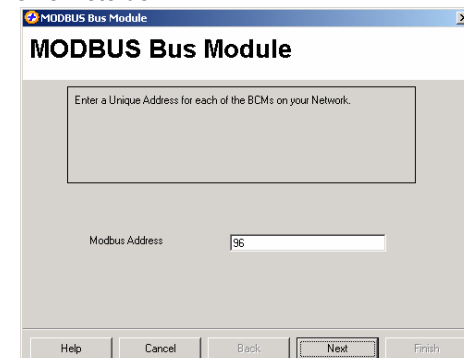 MODBUS Bus Module
MODBUS Bus Module
Enter a Unique Address for each of the BCMs on your Network.
Modbus Address 96
Help Cancel Back Next Finish